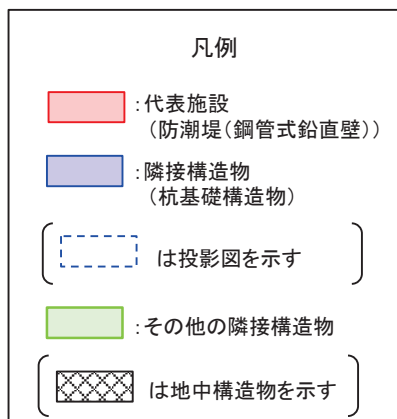 凡例
：代表施設
（防潮堤（鋼管式鉛直壁））
：隣接構造物
（杭基礎構造物）
は投影図を示す
：その他の隣接構造物
は地中構造物を示す